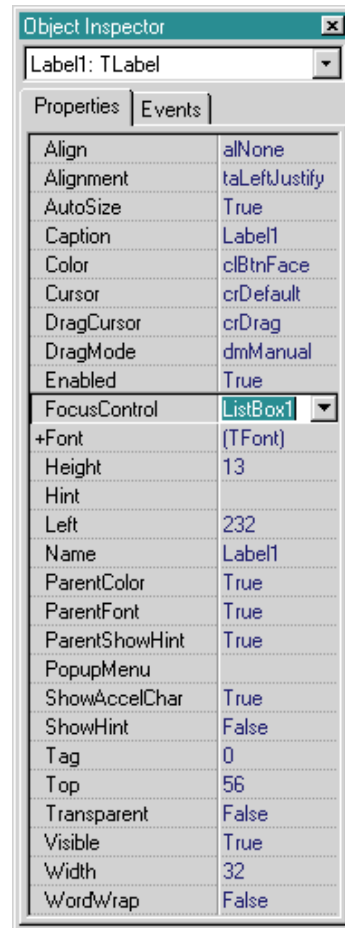 Object Inspector
Label1: TLabel
Properties Events
Align alNone
Alignment taLeftJustify
AutoSize True
Caption Label1
Color clBtnFace
Cursor crDefault
DragCursor crDrag
DragMode dmManual
Enabled True
FocusControl ListBox1
+Font (TFont)
Height 13
Hint
Left 232
Name Label1
ParentColor True
ParentFont True
ParentShowHint True
PopupMenu
ShowAccelChar True
ShowHint False
Tag 0
Top 56
Transparent False
Visible True
Width 32
WordWrap False